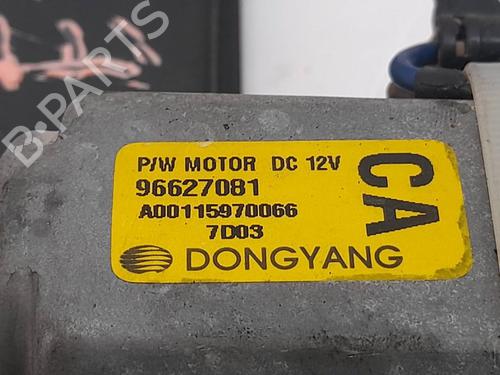 P/W MOTOR DC 12V
96627081
A00115970066
7D03
DONGYANG
CA
B-PARTS